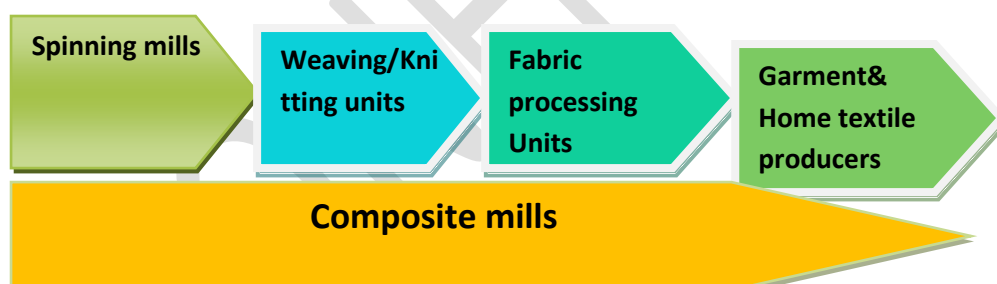 Spinning mills
Weaving/Kni
tting units
Fabric
processing
Units
Garment&
Home textile
producers
Composite mills